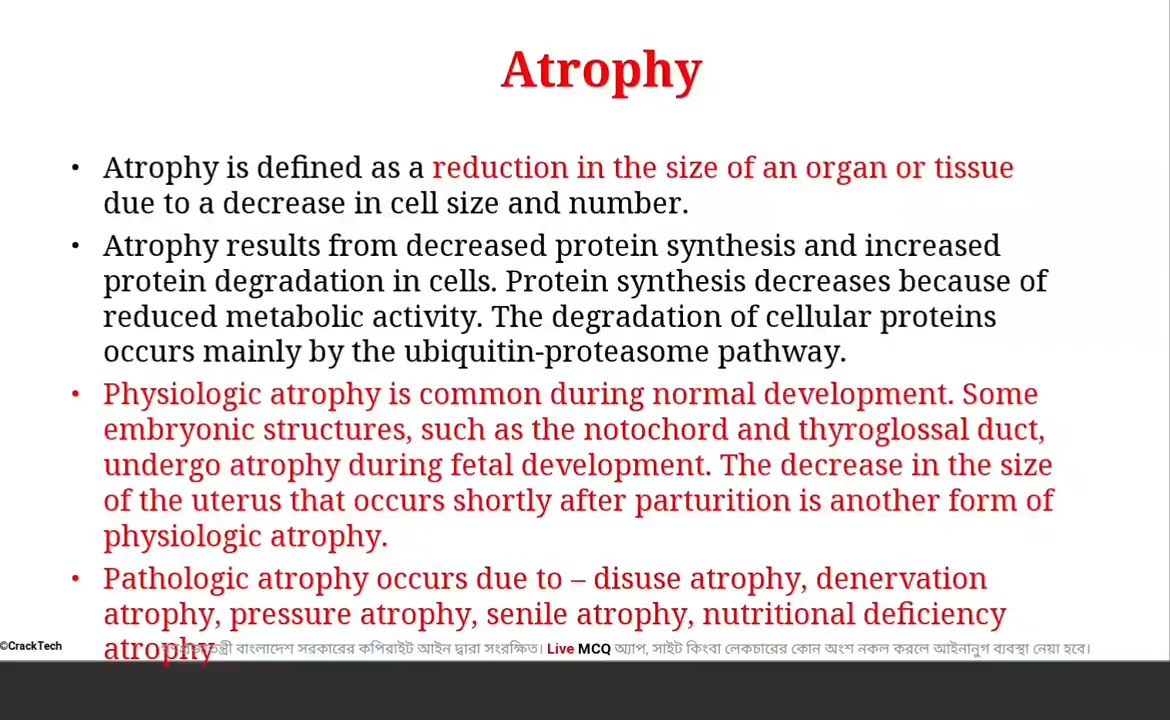 Atrophy
• Atrophy is defined as a reduction in the size of an organ or tissue
due to a decrease in cell size and number.
• Atrophy results from decreased protein synthesis and increased
protein degradation in cells. Protein synthesis decreases because of
reduced metabolic activity. The degradation of cellular proteins
occurs mainly by the ubiquitin-proteasome pathway.
• Physiologic atrophy is common during normal development. Some
embryonic structures, such as the notochord and thyroglossal duct,
undergo atrophy during fetal development. The decrease in the size
of the uterus that occurs shortly after parturition is another form of
physiologic atrophy.
• Pathologic atrophy occurs due to – disuse atrophy, denervation
atrophy, pressure atrophy, senile atrophy, nutritional deficiency
atrophy
©CrackTech
বাংলাদেশ সরকারের কপিরাইট আইন দ্বারা সংরক্ষিত। Live MCQ অ্যাপ, সাইট কিংবা লেকচারের কোন অংশ নকল করলে আইনানুগ ব্যবস্থা নেয়া হবে।